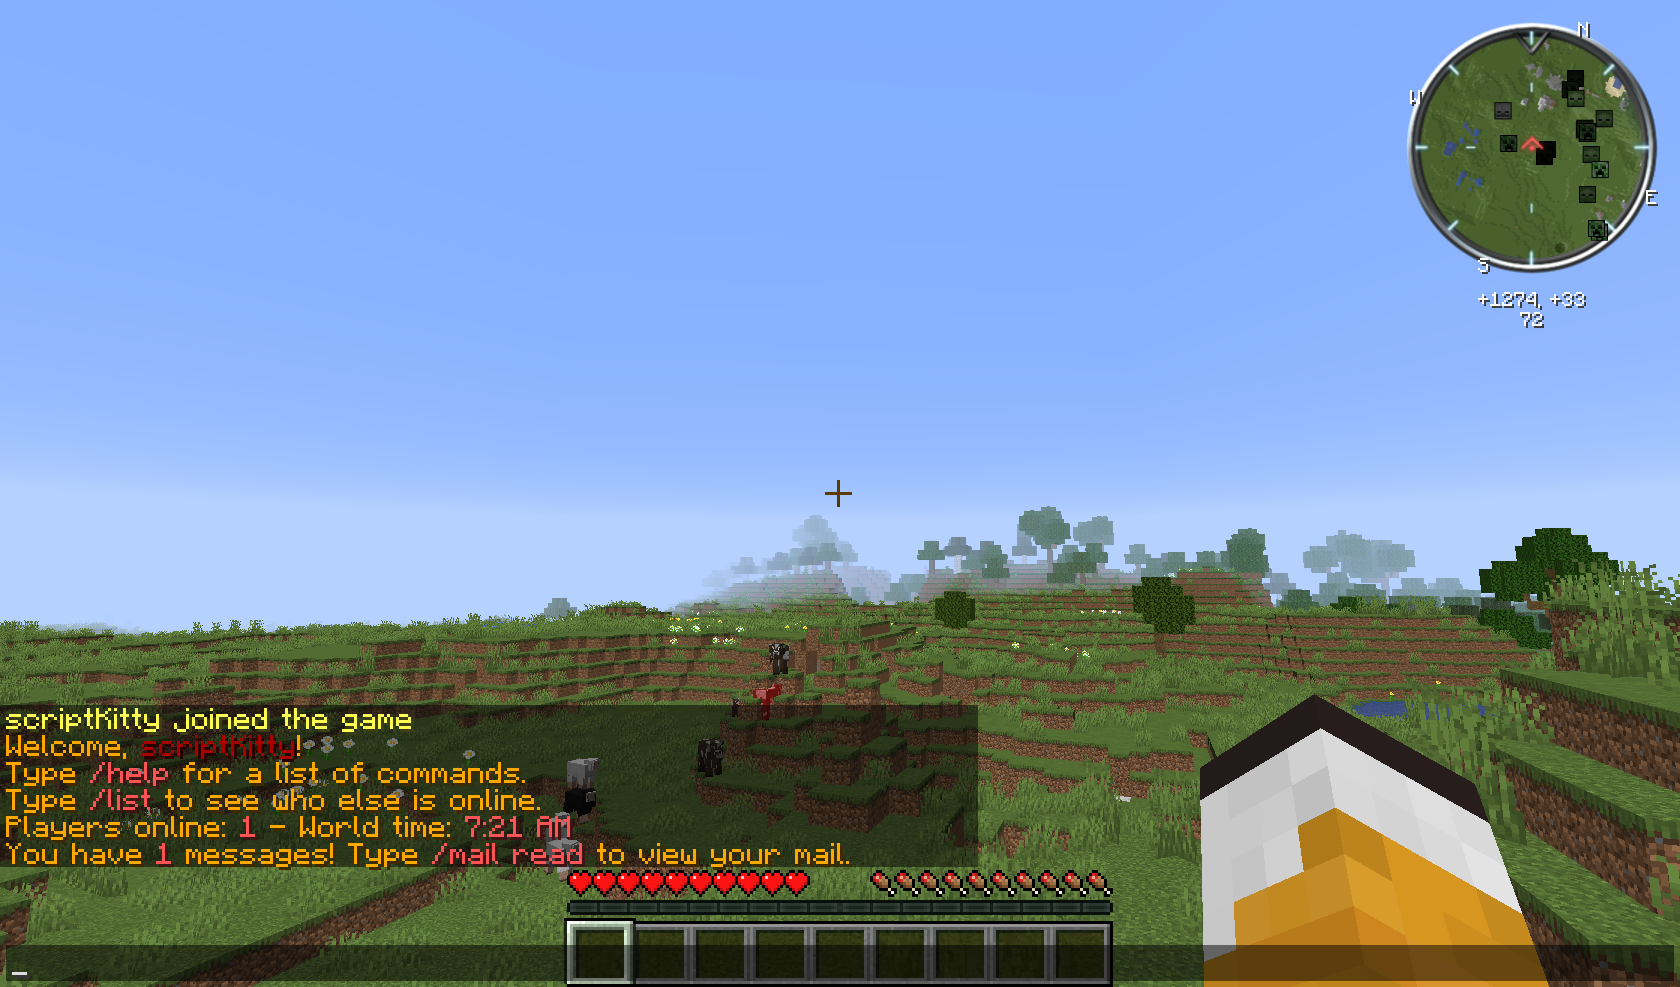 N
W
E
S
+1274, +33
72
scriptKitty joined the game
Welcome, scriptKitty!
Type /help for a list of commands.
Type /list to see who else is online.
Players online: 1 - World time: 7:21 AM
You have 1 messages! Type /mail read to view your mail.
_